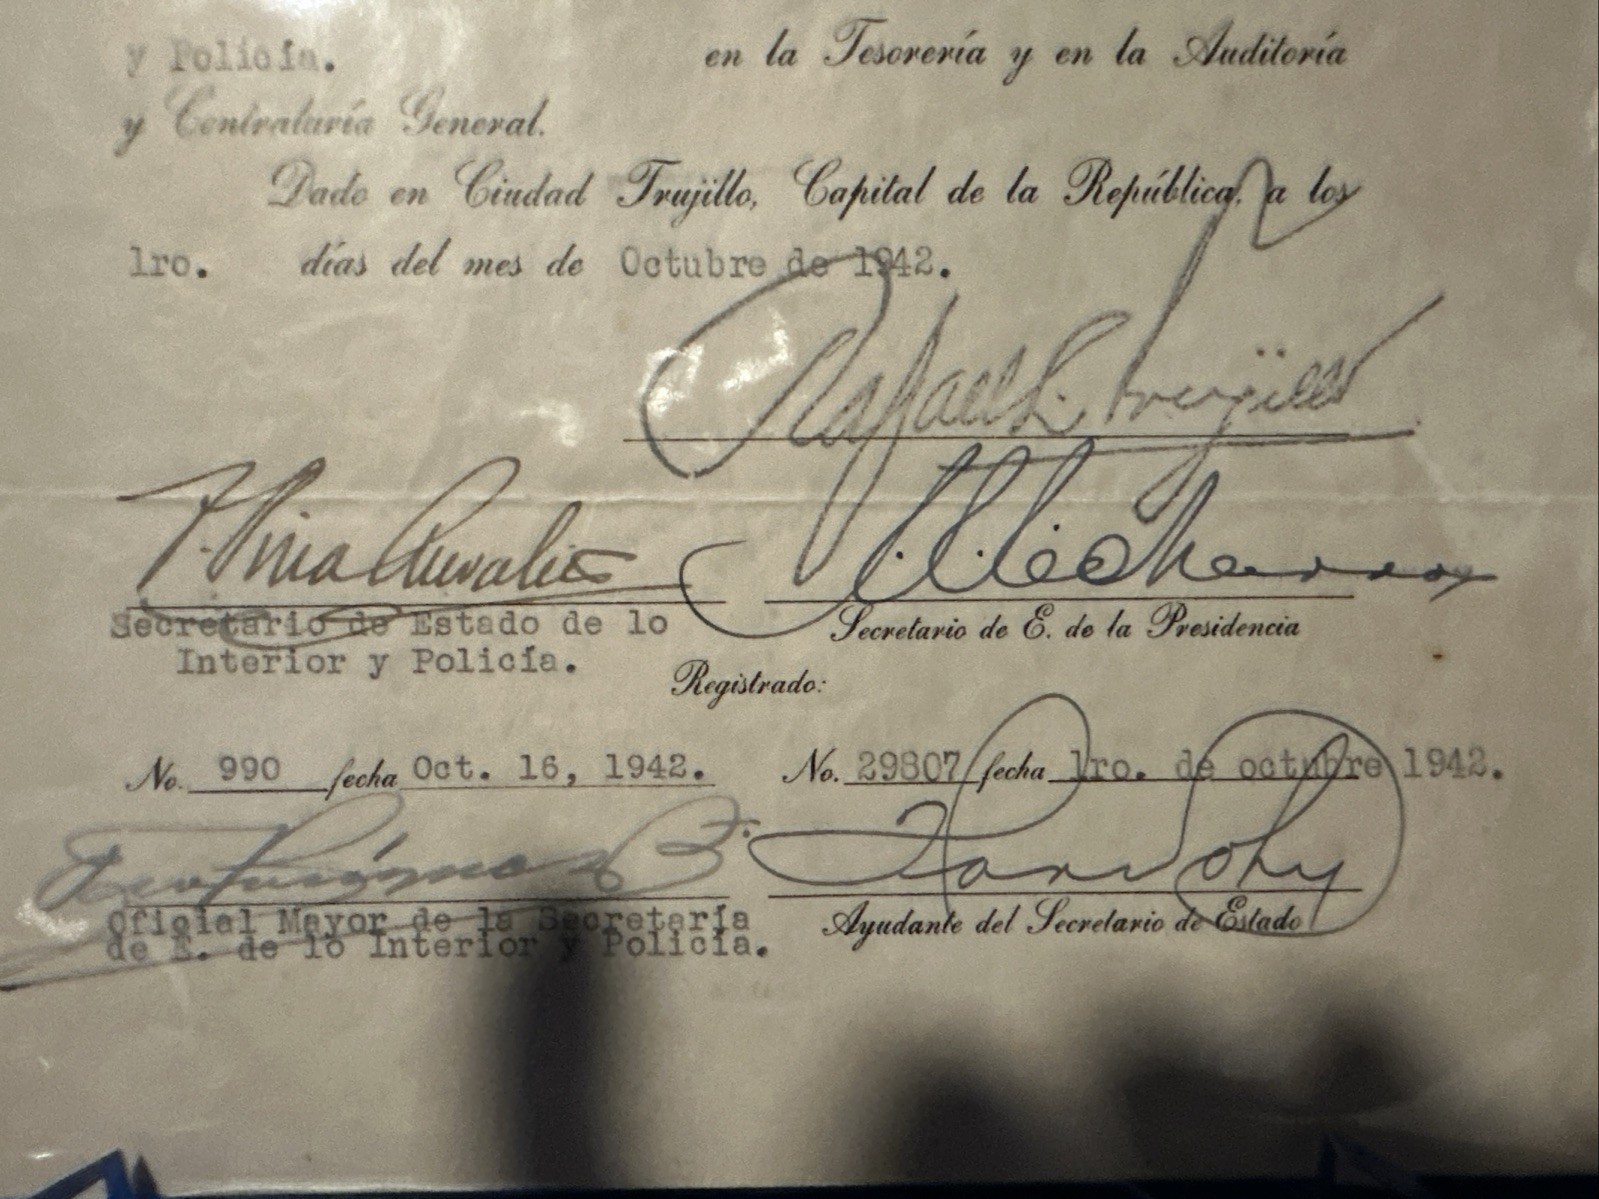 y Policía. en la Tesorería y en la Auditoría
y Contraloría General.
Dado en Ciudad Trujillo, Capital de la República, a los
1ro. días del mes de Octubre de 1942.
Rafael L. Trujillo
Secretario de Estado de lo
Interior y Policía.
Secretario de E. de la Presidencia
Registrado:
No. 990 fecha Oct. 16, 1942. No. 29807 fecha 1ro. de octubre 1942.
Oficial Mayor de la Secretaría
de E. de lo Interior y Policía.
Ayudante del Secretario de Estado